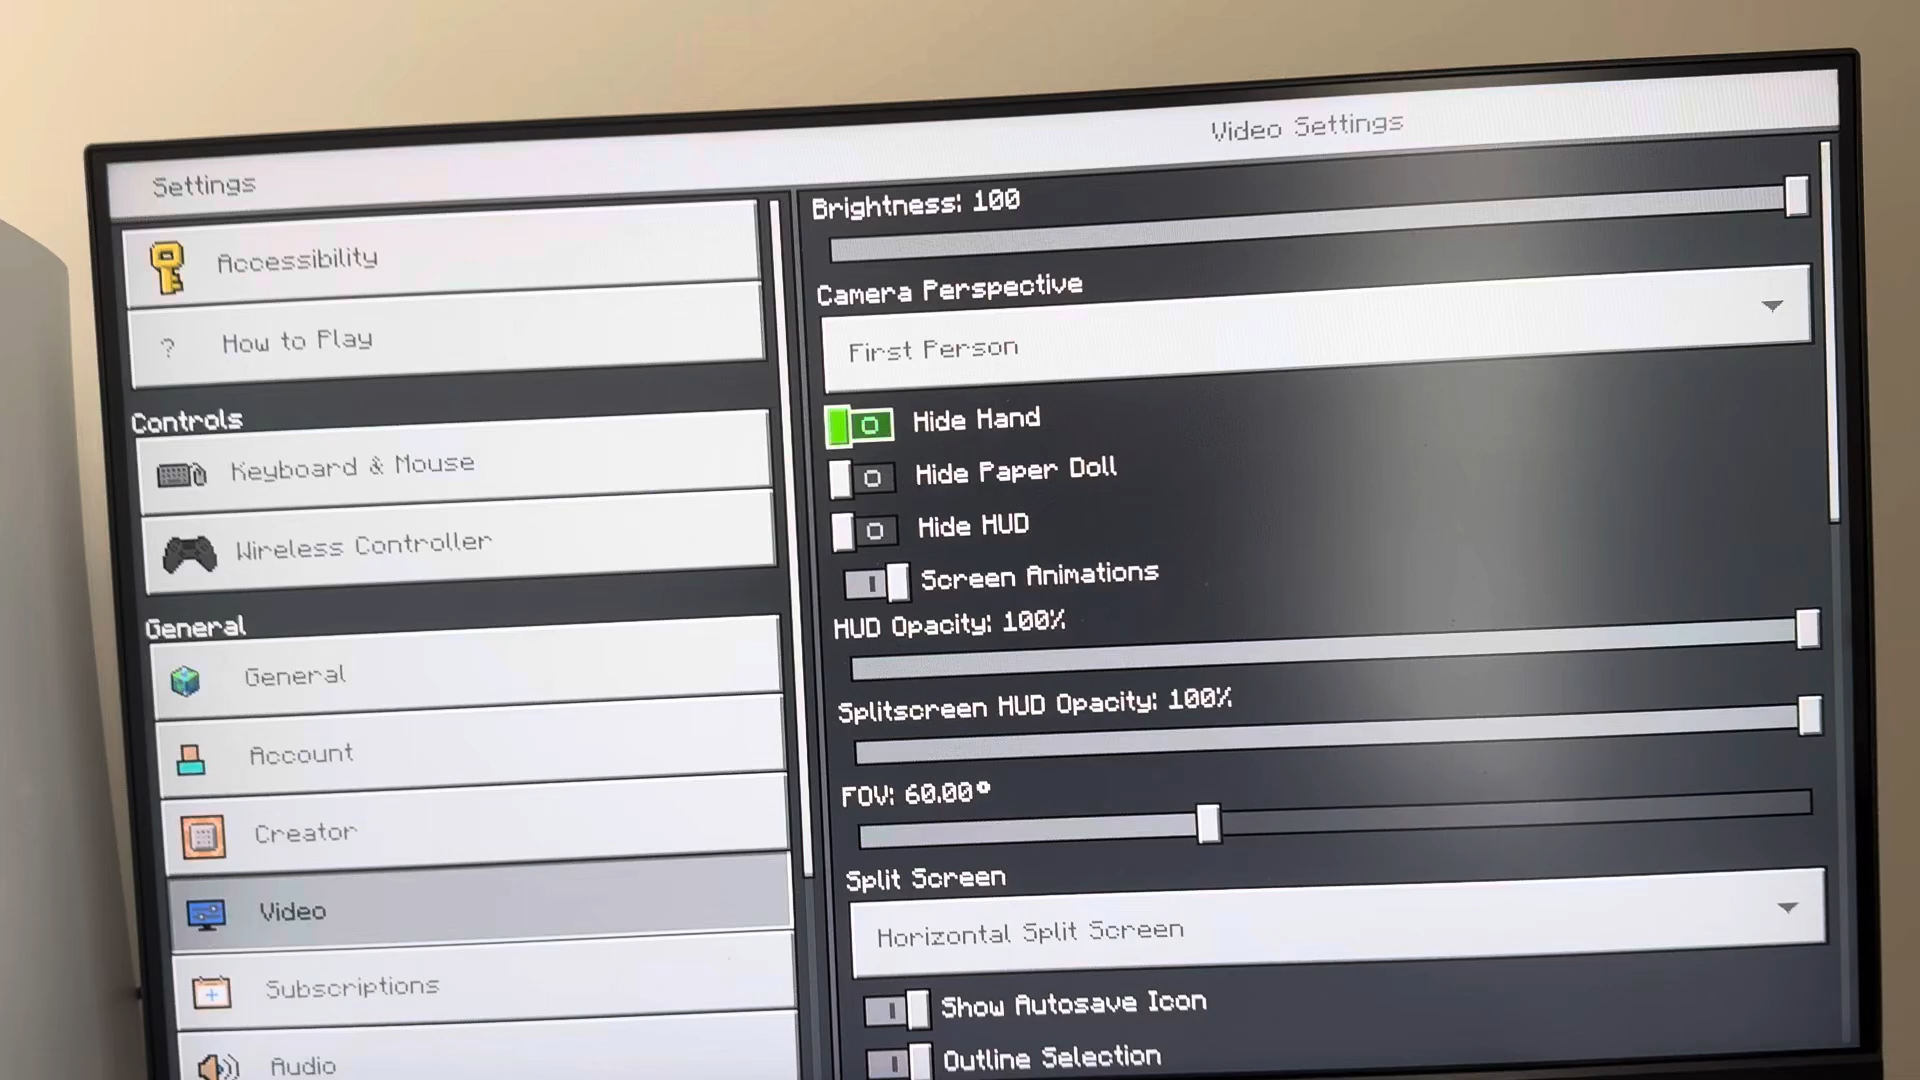 Video Settings
Settings
Accessibility
? How to Play
Controls
Keyboard & Mouse
Wireless Controller
General
General
Account
Creator
Video
Subscriptions
Audio
Brightness: 100
Camera Perspective
First Person
Hide Hand
Hide Paper Doll
Hide HUD
Screen Animations
HUD Opacity: 100%
Splitscreen HUD Opacity: 100%
FOV: 60.00°
Split Screen
Horizontal Split Screen
Show Autosave Icon
Outline Selection